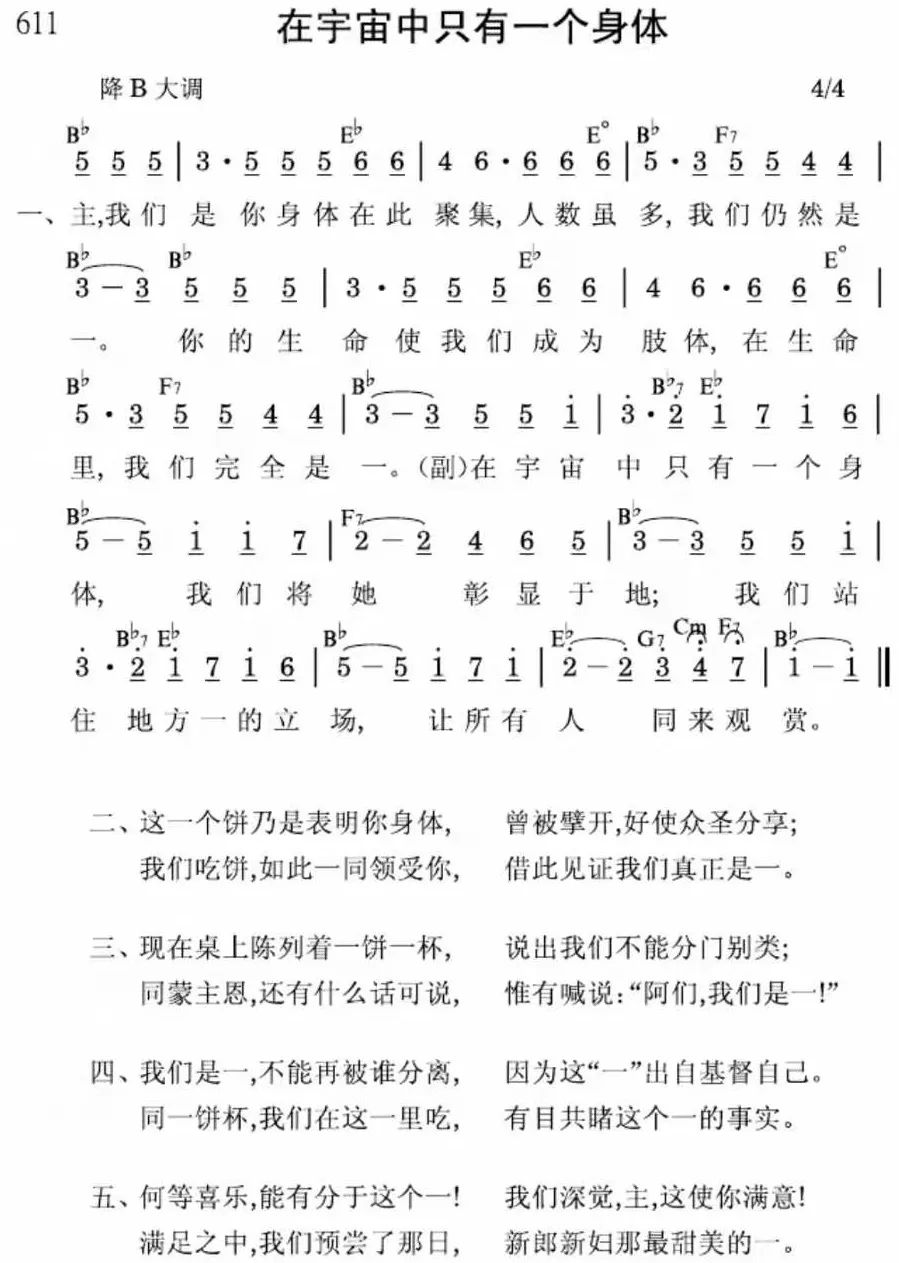 611
在宇宙中只有一个身体
降 B 大调 4/4
B♭ E♭ E° B♭ F7
5 5 5 | 3 · 5 5 5 6 6 | 4 6 · 6 6 6 | 5 · 3 5 5 4 4 |
一、主,我们 是 你身体在此 聚集, 人数虽 多, 我们仍然是
B♭ B♭ E♭ E°
3 — 3 5 5 5 | 3 · 5 5 5 6 6 | 4 6 · 6 6 6 |
一。 你的生 命使我们成为 肢体, 在生命
B♭ F7 B♭ B♭7 E♭
5 · 3 5 5 4 4 | 3 — 3 5 5 i | 3 · 2 i 7 i 6 |
里, 我们完全是 一。(副)在宇宙 中只有一个身
B♭ F7 B♭
5 — 5 i i 7 | 2 — 2 4 6 5 | 3 — 3 5 5 i |
体, 我们将 她 彰显于 地; 我们站
B♭7 E♭ B♭ E♭ G7 Cm F7 B♭
3 · 2 i 7 i 6 | 5 — 5 i 7 i | 2 — 2 3 4 7 | i — i ‖
住 地方一的立 场, 让所有 人 同来观 赏。
二、这一个饼乃是表明你身体, 曾被擘开,好使众圣分享;
我们吃饼,如此一同领受你, 借此见证我们真正是一。
三、现在桌上陈列着一饼一杯, 说出我们不能分门别类;
同蒙主恩,还有什么话可说, 惟有喊说:“阿们,我们是一!”
四、我们是一,不能再被谁分离, 因为这“一”出自基督自己。
同一饼杯,我们在这一里吃, 有目共睹这个一的事实。
五、何等喜乐,能有分于这个一! 我们深觉,主,这使你满意!
满足之中,我们预尝了那日, 新郎新妇那最甜美的一。